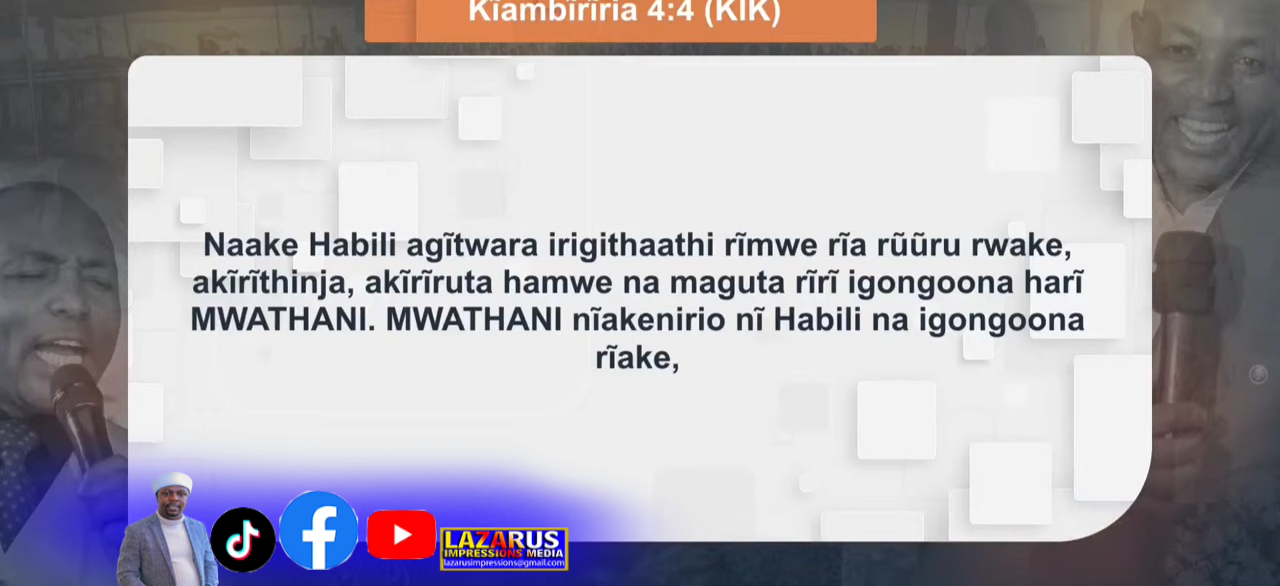 Kĩambĩrĩria 4:4 (KIK)
Naake Habili agĩtwara irigithaathi rĩmwe rĩa rũũru rwake,
akĩrĩthinja, akĩrĩruta hamwe na maguta rĩrĩ igongoona harĩ
MWATHANI. MWATHANI nĩakenirio nĩ Habili na igongoona
rĩake,
LAZARUS
IMPRESSIONS MEDIA
lazarusimpressions@gmail.com